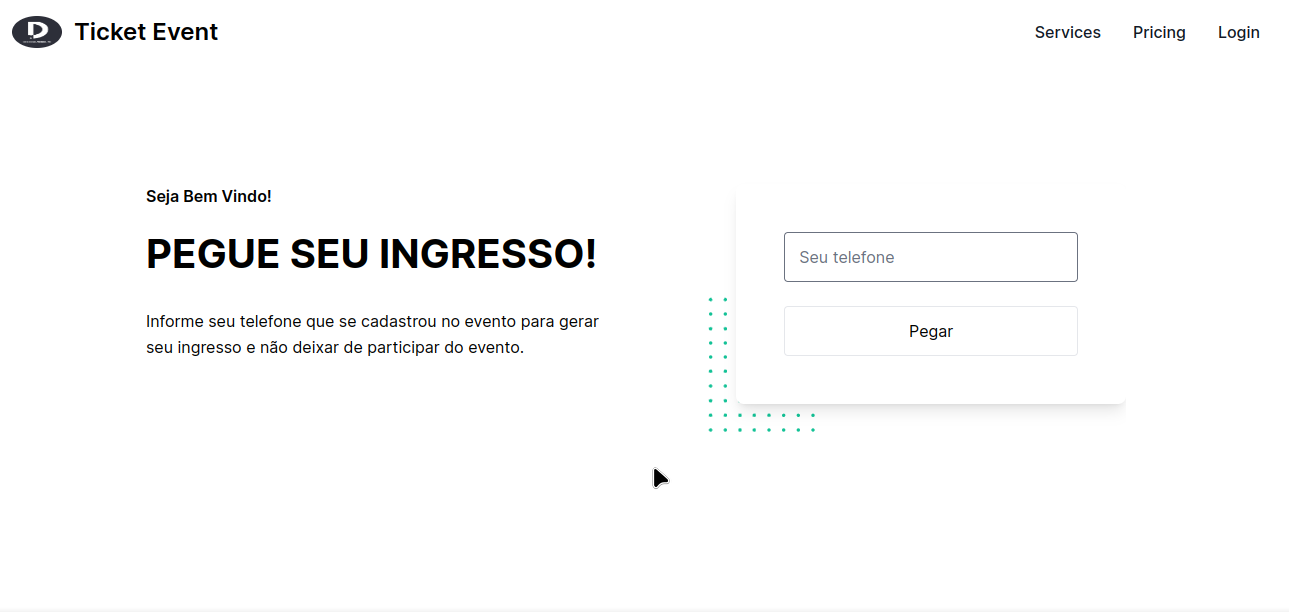 Ticket Event
Services
Pricing
Login
Seja Bem Vindo!
PEGUE SEU INGRESSO!
Informe seu telefone que se cadastrou no evento para gerar
seu ingresso e não deixar de participar do evento.
Seu telefone
Pegar